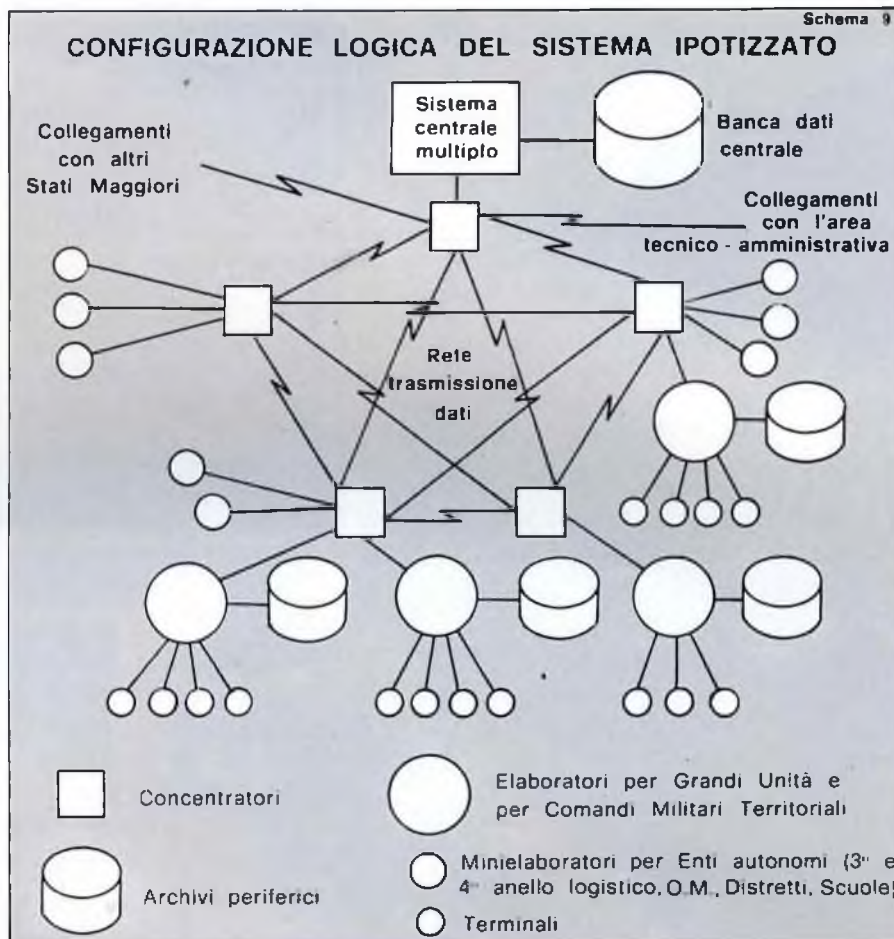 Schema 9
CONFIGURAZIONE LOGICA DEL SISTEMA IPOTIZZATO
Collegamenti
con altri
Stati Maggiori
Sistema
centrale
multiplo
Banca dati
centrale
Collegamenti
con l'area
tecnico - amministrativa
Rete
trasmissione
dati
Concentratori
Elaboratori per Grandi Unità e
per Comandi Militari Territoriali
Archivi periferici
Minielaboratori per Enti autonomi (3° e
4° anello logistico, O.M., Distretti, Scuole)
Terminali